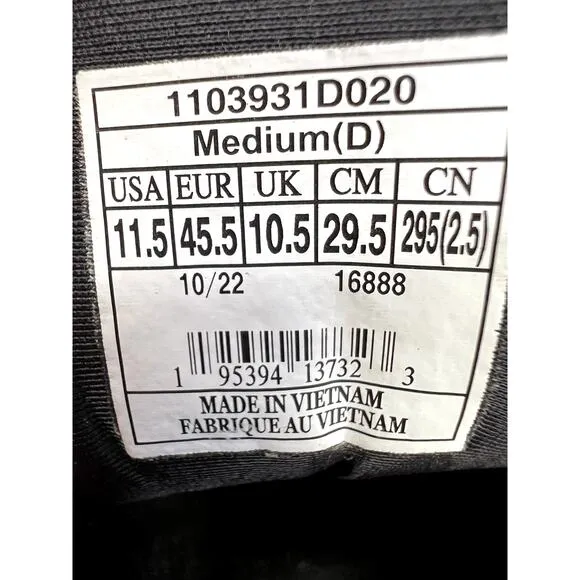 1103931D020
Medium(D)
USA EUR UK CM CN
11.5 45.5 10.5 29.5 295(2.5)
10/22 16888
1 95394 13732 3
MADE IN VIETNAM
FABRIQUE AU VIETNAM